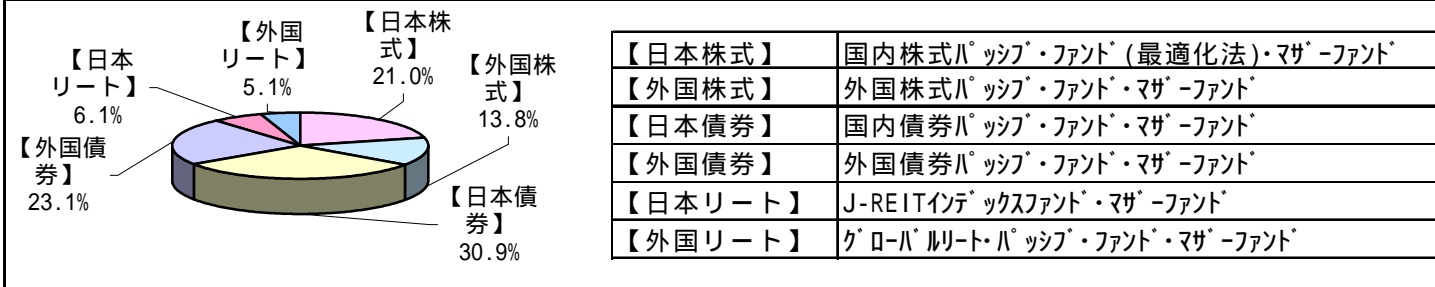 【日本株
式】
21.0%
【外国
リート】
5.1%
【日本
リート】
6.1%
【外国株
式】
13.8%
【外国債
券】
23.1%
【日本債
券】
30.9%
【日本株式】 国内株式ﾊﾟｯｼﾌﾞ・ﾌｧﾝﾄﾞ(最適化法)・ﾏｻﾞｰﾌｧﾝﾄﾞ
【外国株式】 外国株式ﾊﾟｯｼﾌﾞ・ﾌｧﾝﾄﾞ・ﾏｻﾞｰﾌｧﾝﾄﾞ
【日本債券】 国内債券ﾊﾟｯｼﾌﾞ・ﾌｧﾝﾄﾞ・ﾏｻﾞｰﾌｧﾝﾄﾞ
【外国債券】 外国債券ﾊﾟｯｼﾌﾞ・ﾌｧﾝﾄﾞ・ﾏｻﾞｰﾌｧﾝﾄﾞ
【日本リート】 J-REITｲﾝﾃﾞｯｸｽﾌｧﾝﾄﾞ・ﾏｻﾞｰﾌｧﾝﾄﾞ
【外国リート】 ｸﾞﾛｰﾊﾞﾙﾘｰﾄ・ﾊﾟｯｼﾌﾞ・ﾌｧﾝﾄﾞ・ﾏｻﾞｰﾌｧﾝﾄﾞ